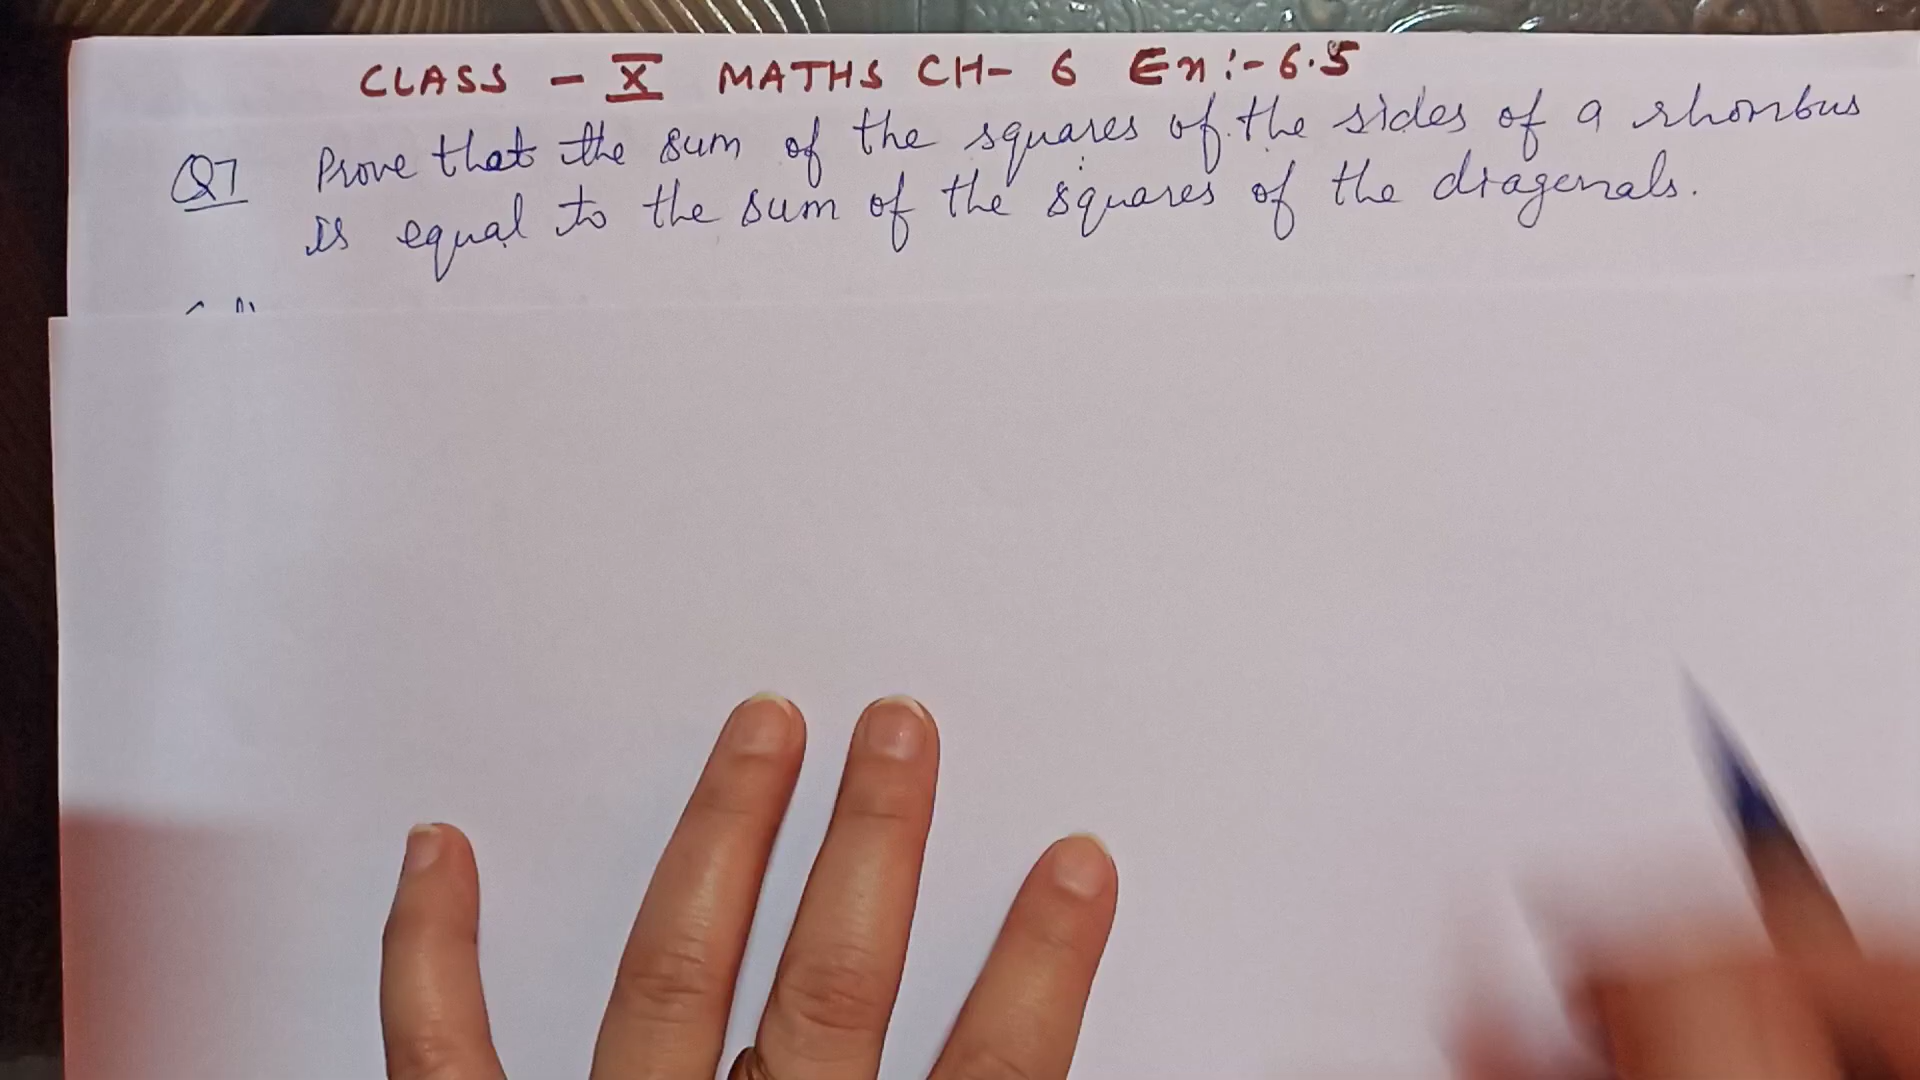 CLASS - X MATHS CH- 6 Ex:- 6.5
Q7 Prove that the sum of the squares of the sides of a rhombus
is equal to the sum of the squares of the diagonals.